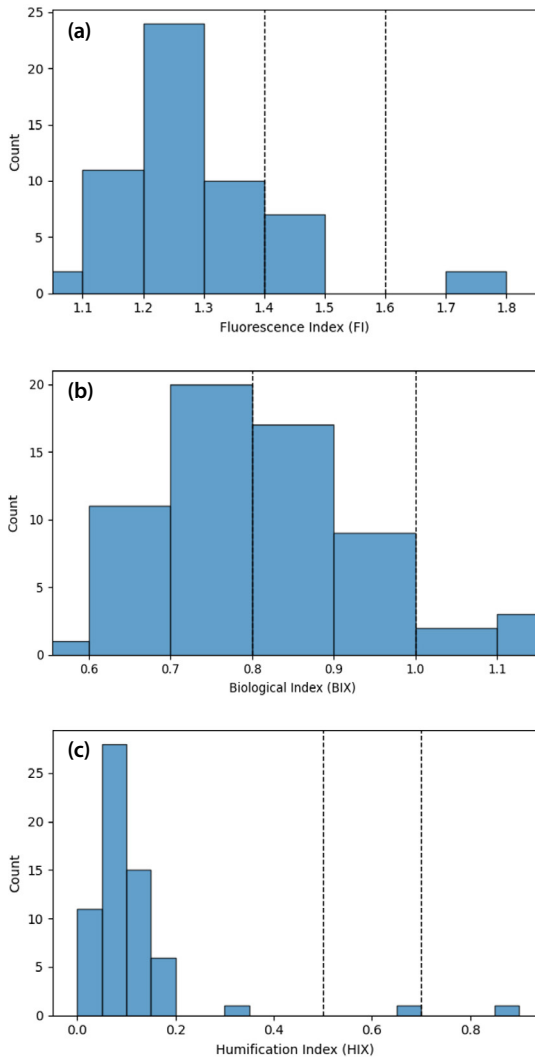 (a)
Count
25
20
15
10
5
0
1.1 1.2 1.3 1.4 1.5 1.6 1.7 1.8
Fluorescence Index (FI)
(b)
Count
20
15
10
5
0
0.6 0.7 0.8 0.9 1.0 1.1
Biological Index (BIX)
(c)
Count
25
20
15
10
5
0
0.0 0.2 0.4 0.6 0.8
Humification Index (HIX)